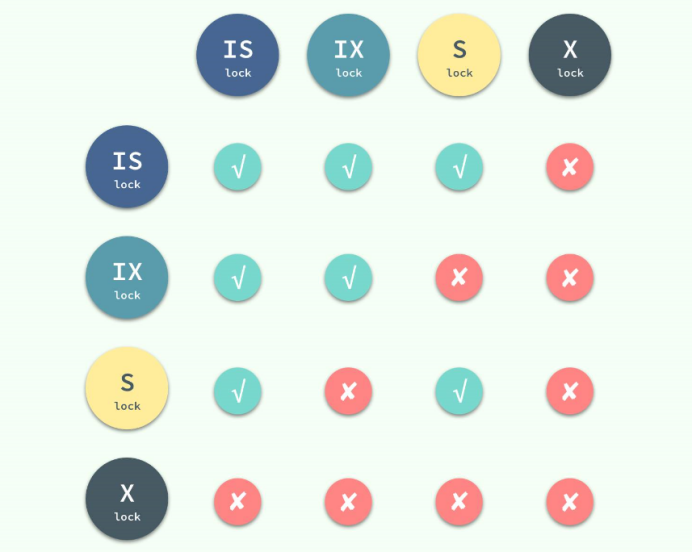 IS IX S X
lock lock lock lock
IS
lock
√ √ √ ✘
IX
lock
√ √ ✘ ✘
S
lock
√ ✘ √ ✘
X
lock
✘ ✘ ✘ ✘